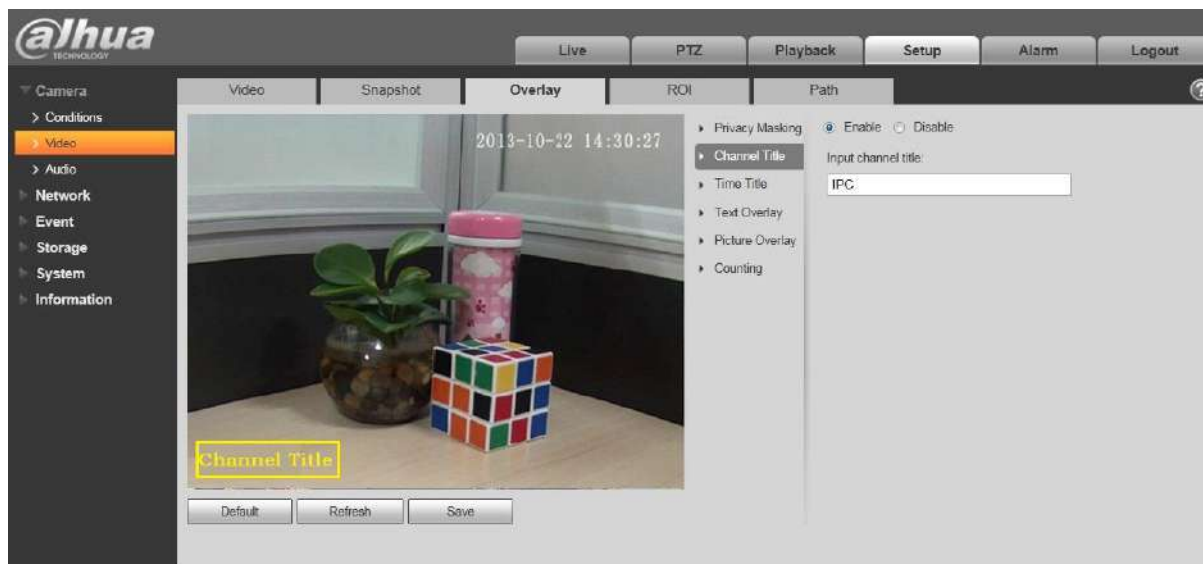 alhua
TECHNOLOGY
Live PTZ Playback Setup Alarm Logout
Camera
Conditions
Video
Audio
Network
Event
Storage
System
Information
Video Snapshot Overlay ROI Path
?
2013-10-22 14:30:27
Channel Title
Default Refresh Save
Privacy Masking
Channel Title
Time Title
Text Overlay
Picture Overlay
Counting
Enable Disable
Input channel title:
IPC